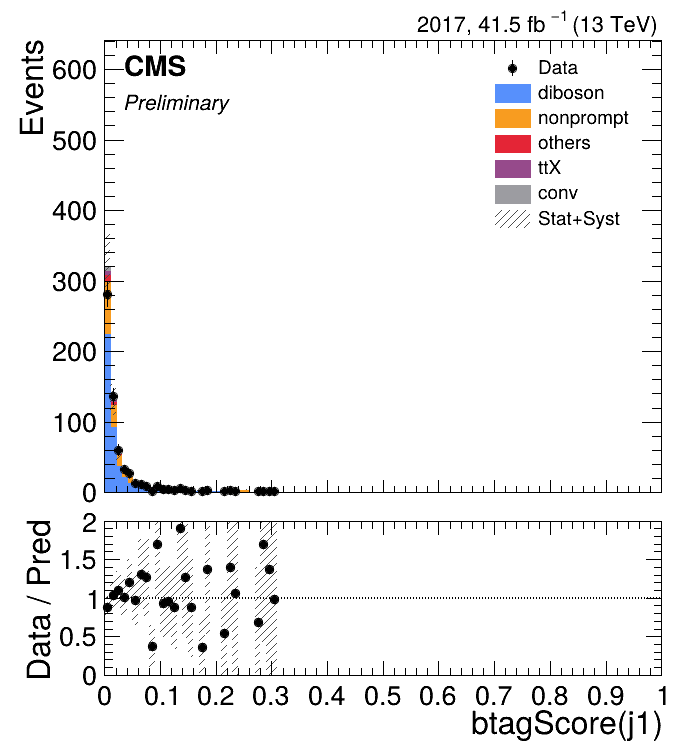 2017, 41.5 fb⁻¹ (13 TeV)
Events
600
500
400
300
200
100
0
CMS
Preliminary
Data
diboson
nonprompt
others
ttX
conv
Stat+Syst
Data / Pred
2
1.5
1
0.5
0
0 0.1 0.2 0.3 0.4 0.5 0.6 0.7 0.8 0.9 1
btagScore(j1)